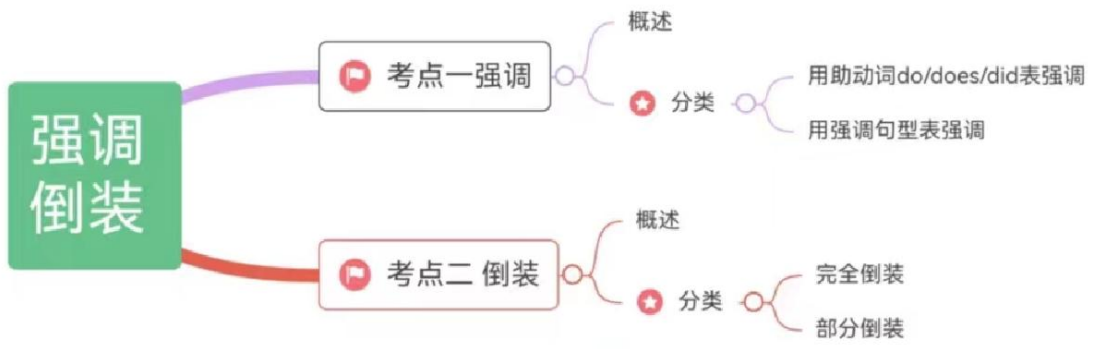 强调
倒装
考点一强调
概述
分类
用助动词do/does/did表强调
用强调句型表强调
考点二 倒装
概述
分类
完全倒装
部分倒装